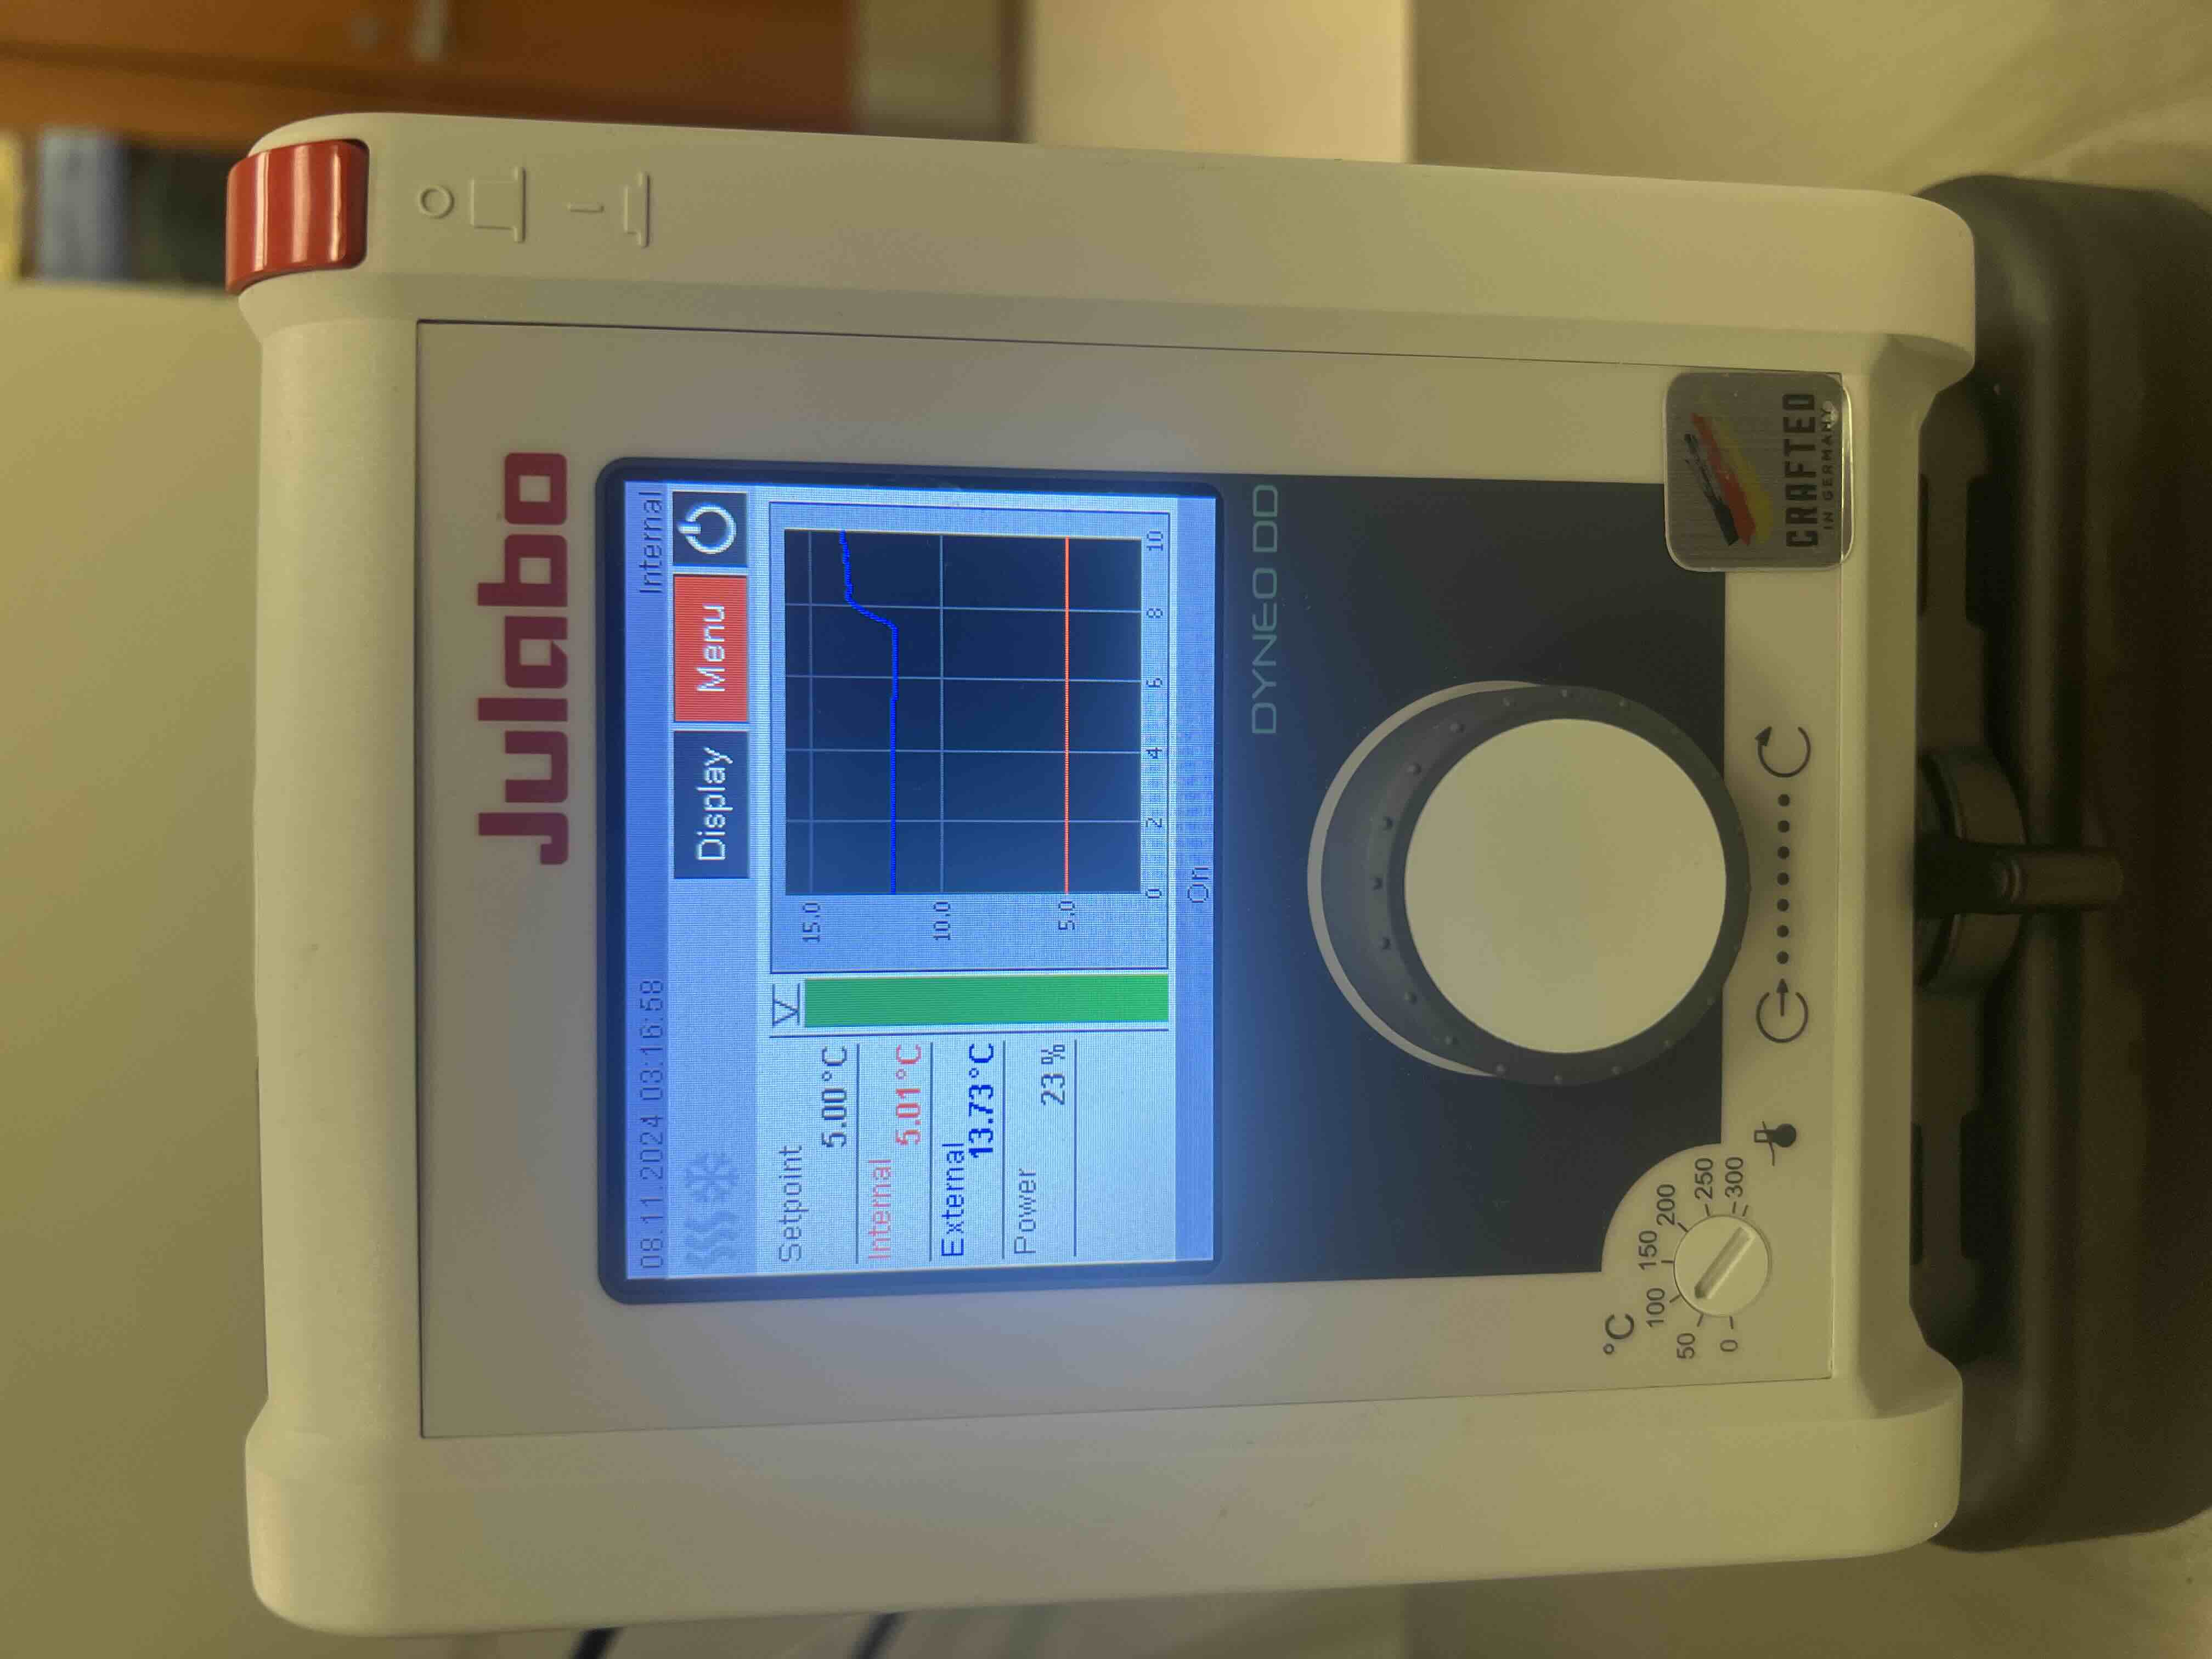 Julabo
08.11.2024 03:16:58 Internal
Display Menu
Setpoint
5.00 °C
Internal
5.01 °C
External
13.73 °C
Power
23 %
15.0
10.0
5.0
0 2 4 6 8 10
On
DYNEO DD
°C
0 50 100 150 200 250 300
CRAFTED
IN GERMANY